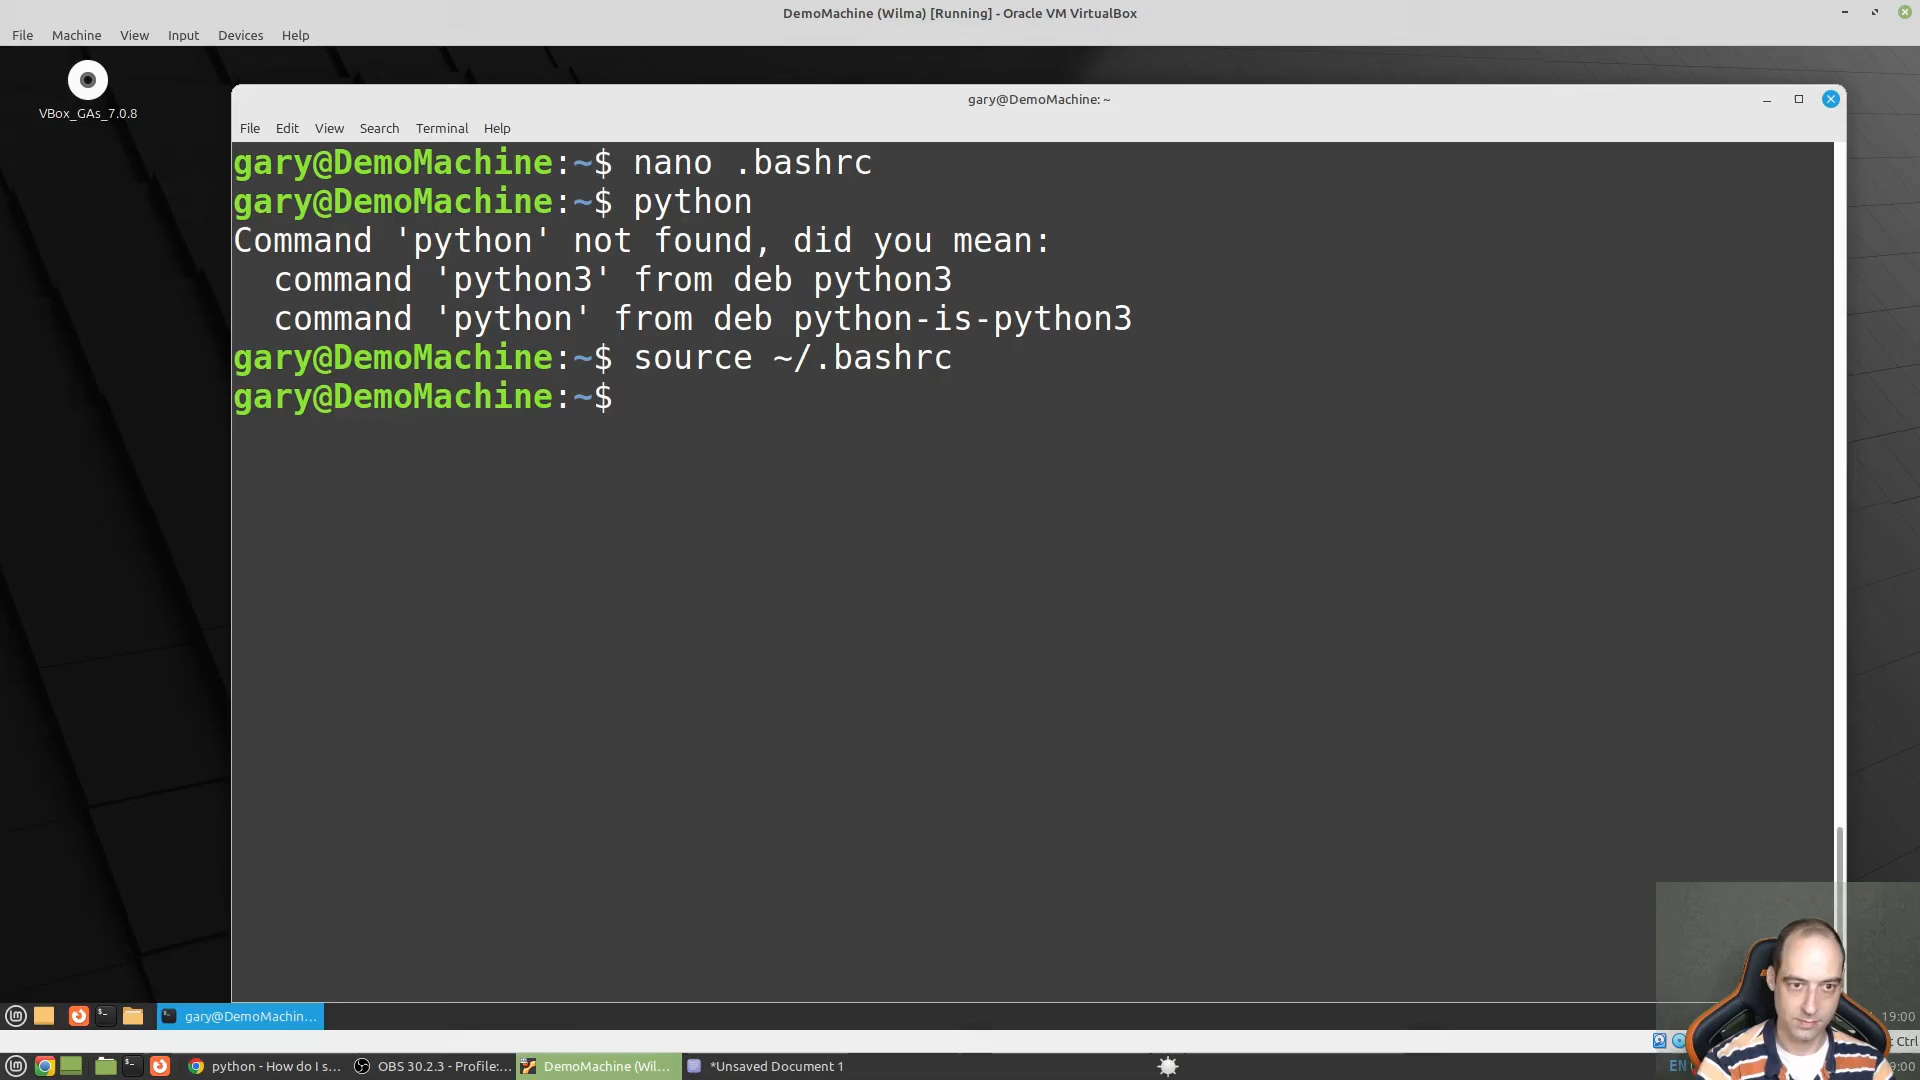 DemoMachine (Wilma) [Running] - Oracle VM VirtualBox
File Machine View Input Devices Help
VBox_GAs_7.0.8
gary@DemoMachine: ~
File Edit View Search Terminal Help
gary@DemoMachine:~$ nano .bashrc
gary@DemoMachine:~$ python
Command 'python' not found, did you mean:
command 'python3' from deb python3
command 'python' from deb python-is-python3
gary@DemoMachine:~$ source ~/.bashrc
gary@DemoMachine:~$
gary@DemoMachin... 19:00
Ctrl
python - How do I s... OBS 30.2.3 - Profile:... DemoMachine (Wil... *Unsaved Document 1 EN